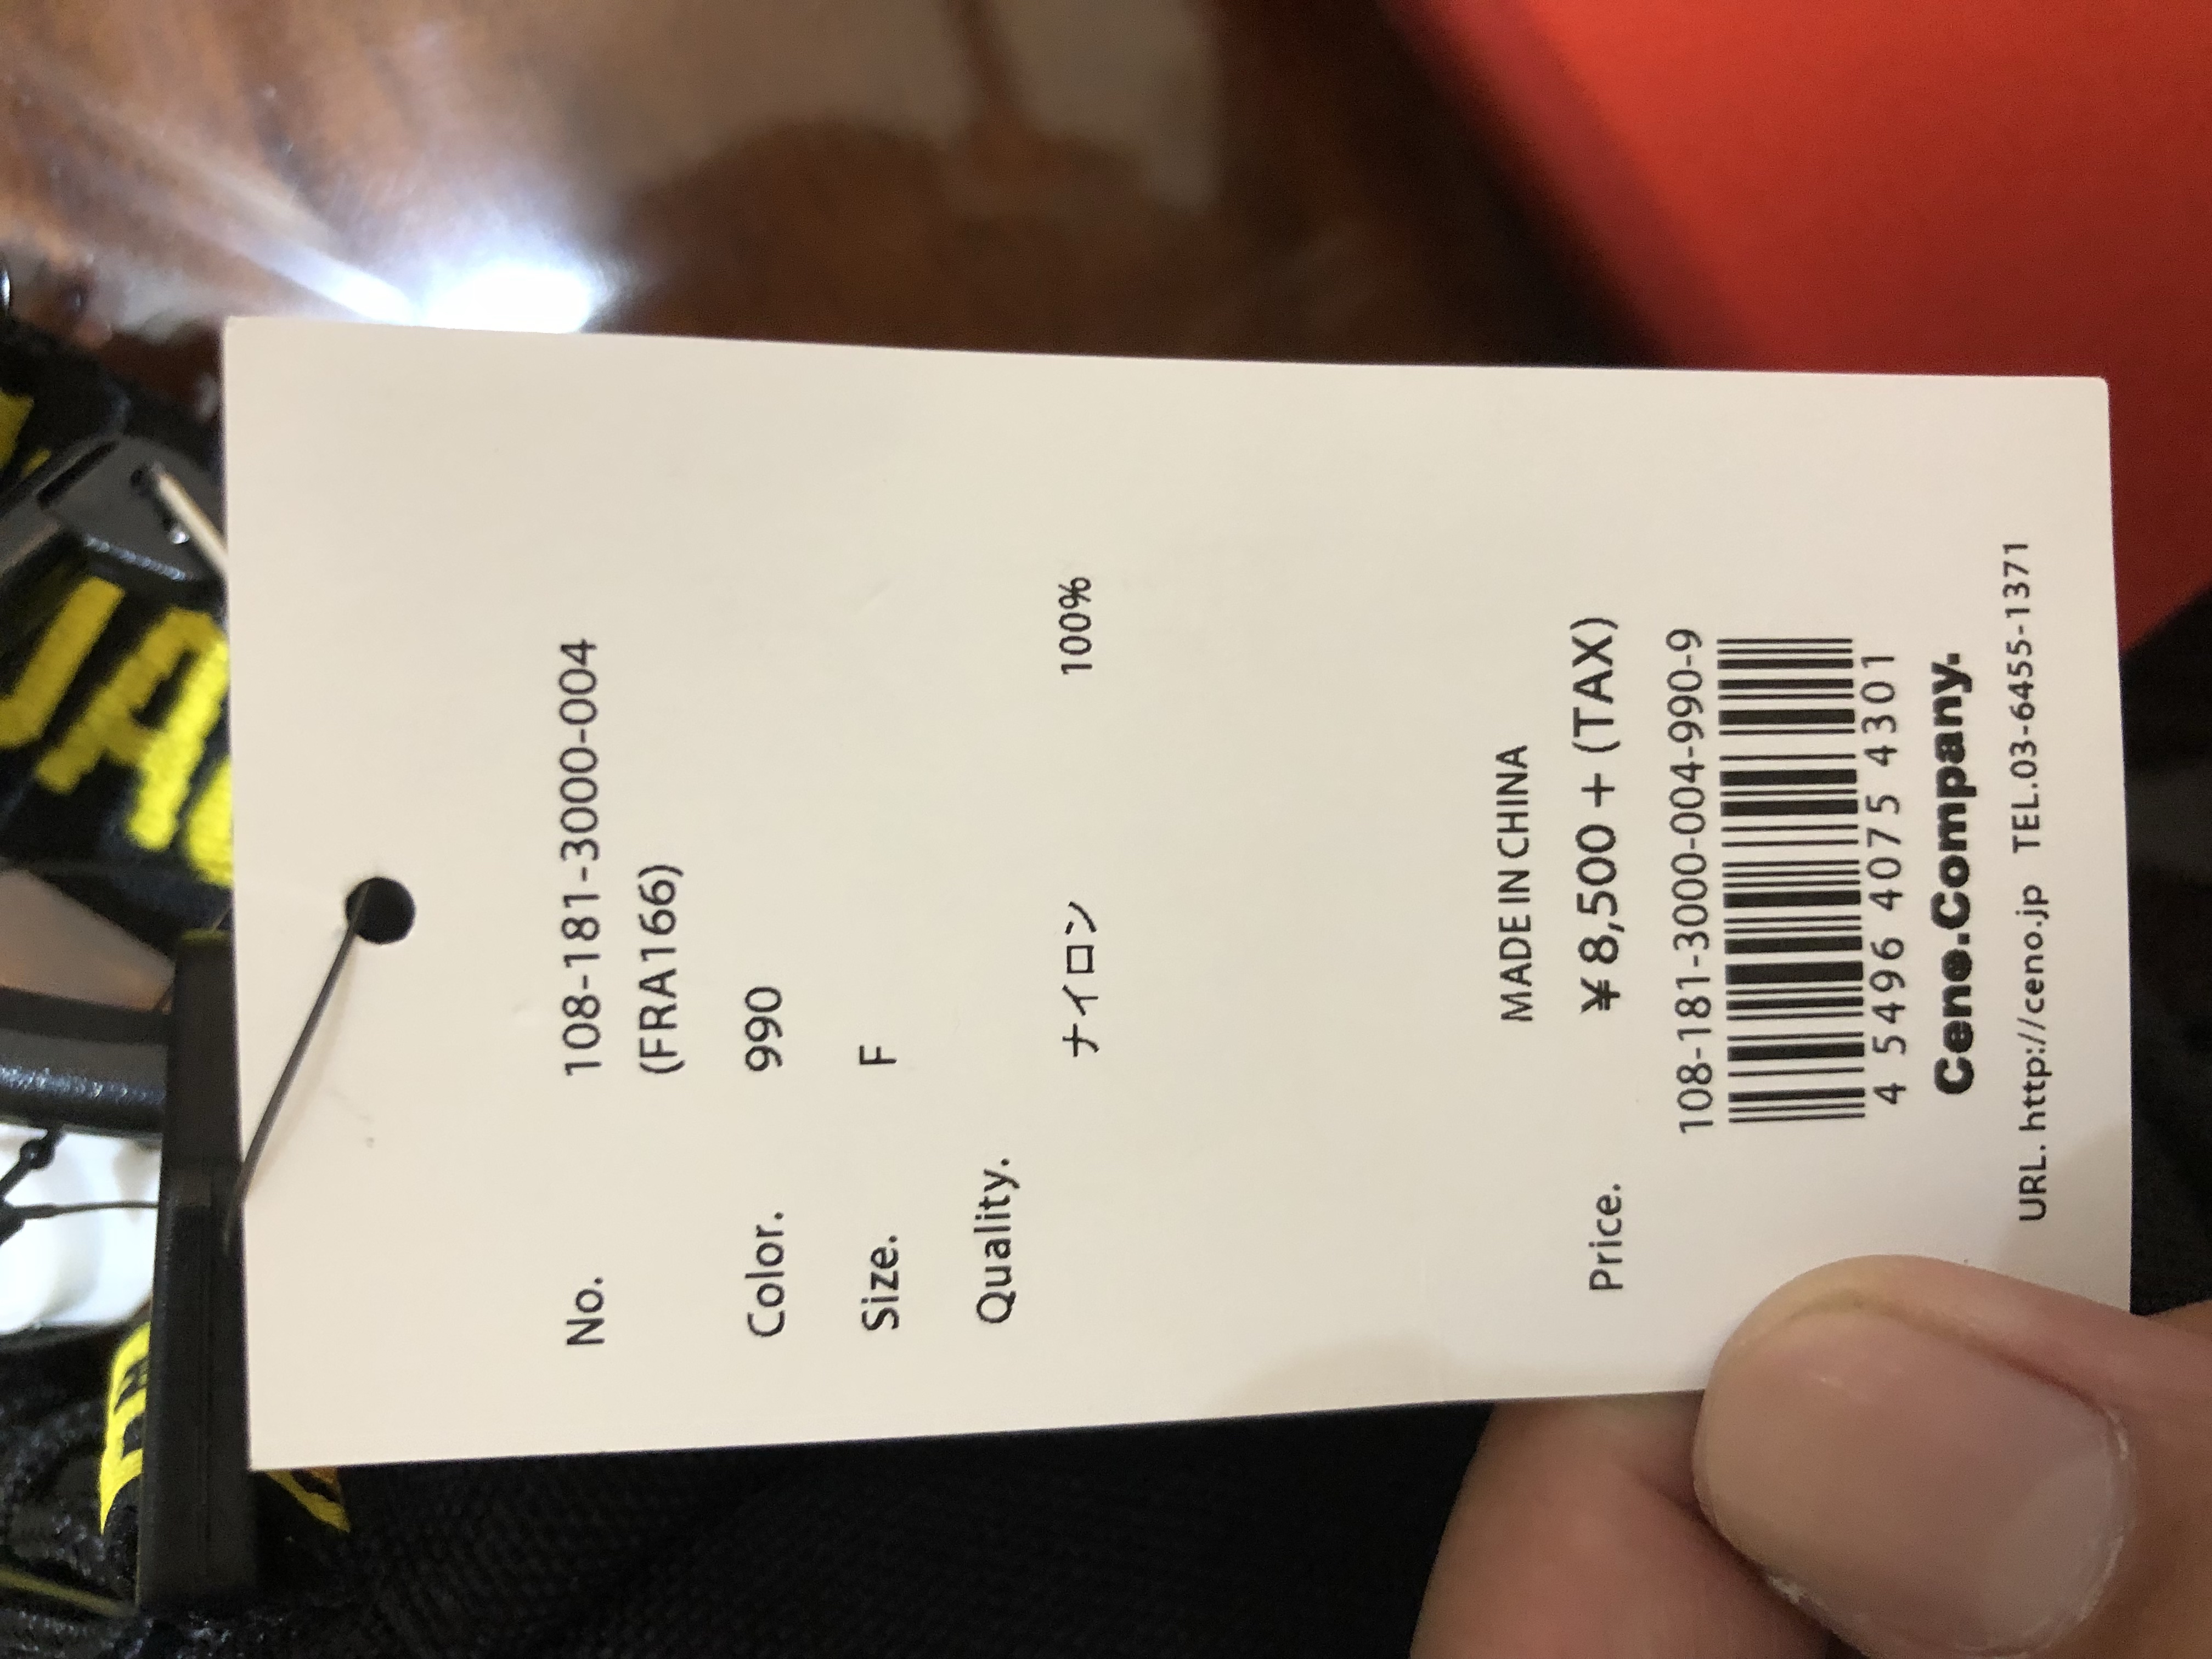 No. 108-181-3000-004
(FRA166)
Color. 990
Size. F
Quality.
ナイロン 100%
MADE IN CHINA
Price. ¥ 8,500 + (TAX)
108-181-3000-004-990-9
4 5496 4075 4301
Ceno.Company.
URL. http://ceno.jp TEL.03-6455-1371